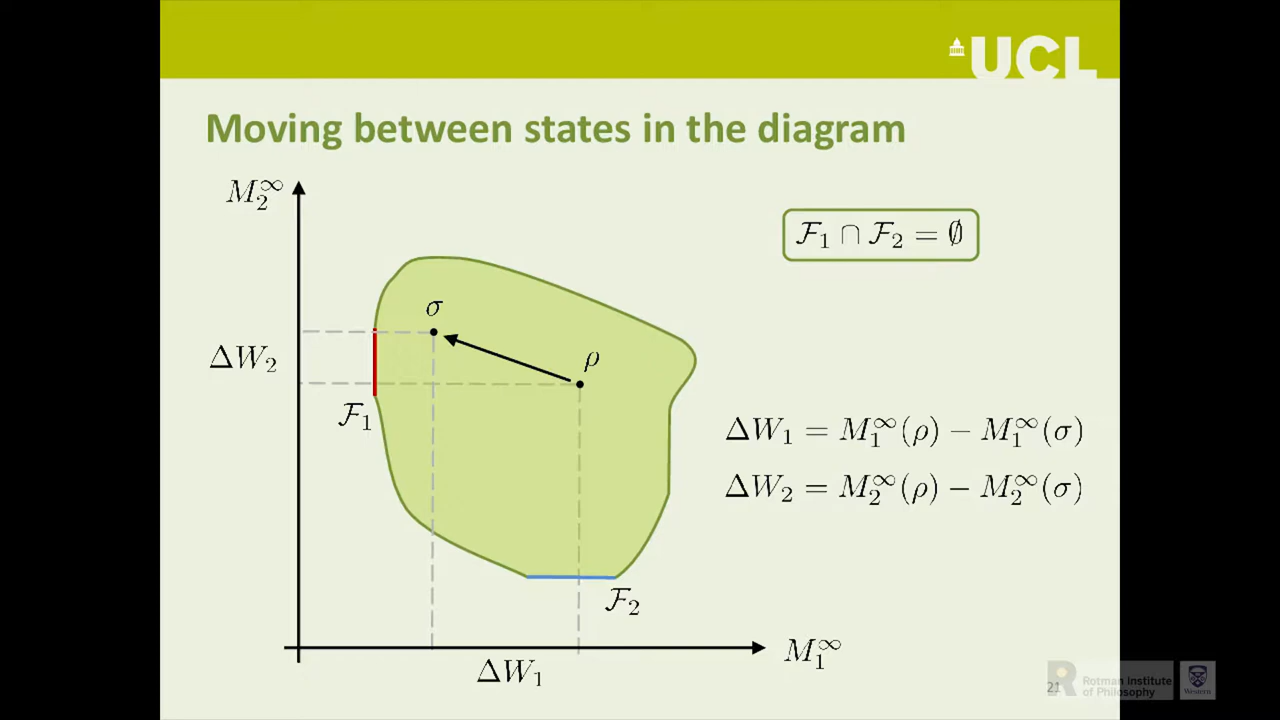 UCL
Moving between states in the diagram
M₂^∞
F₁ ∩ F₂ = ∅
σ
ρ
ΔW₂
F₁
ΔW₁ = M₁^∞(ρ) − M₁^∞(σ)
ΔW₂ = M₂^∞(ρ) − M₂^∞(σ)
F₂
M₁^∞
ΔW₁
21
R
Rotman Institute
of Philosophy
Western